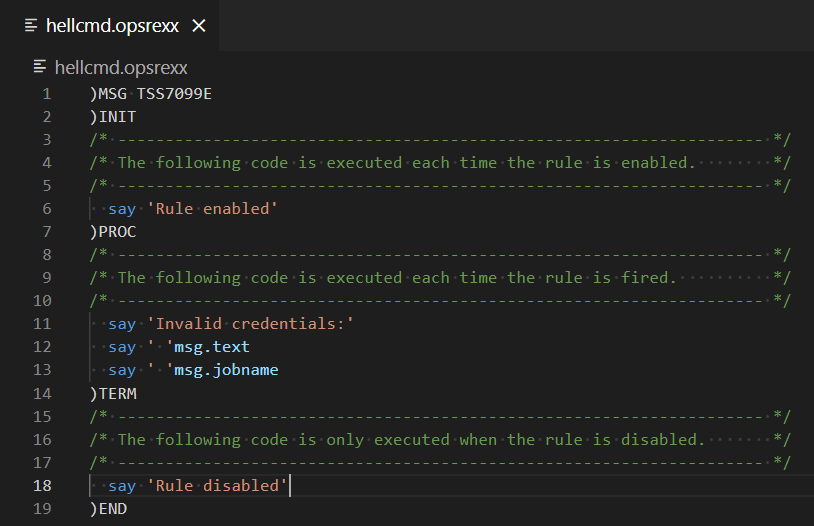 hellcmd.opsrexx
hellcmd.opsrexx
1 )MSG TSS7099E
2 )INIT
3 /* ------------------------------------------------------------------- */
4 /* The following code is executed each time the rule is enabled. */
5 /* ------------------------------------------------------------------- */
6 say 'Rule enabled'
7 )PROC
8 /* ------------------------------------------------------------------- */
9 /* The following code is executed each time the rule is fired. */
10 /* ------------------------------------------------------------------- */
11 say 'Invalid credentials:'
12 say ' 'msg.text
13 say ' 'msg.jobname
14 )TERM
15 /* ------------------------------------------------------------------- */
16 /* The following code is only executed when the rule is disabled. */
17 /* ------------------------------------------------------------------- */
18 say 'Rule disabled'
19 )END